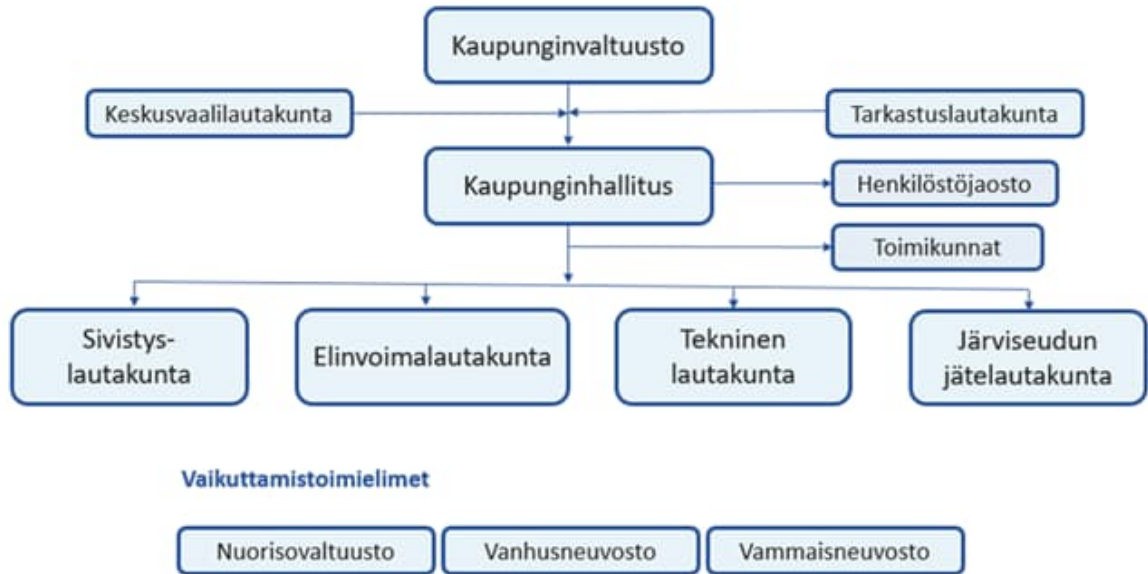 Kaupunginvaltuusto
Keskusvaalilautakunta
Tarkastuslautakunta
Kaupunginhallitus
Henkilöstöjaosto
Toimikunnat
Sivistys-
lautakunta
Elinvoimalautakunta
Tekninen
lautakunta
Järviseudun
jätelautakunta
Vaikuttamistoimielimet
Nuorisovaltuusto
Vanhusneuvosto
Vammaisneuvosto